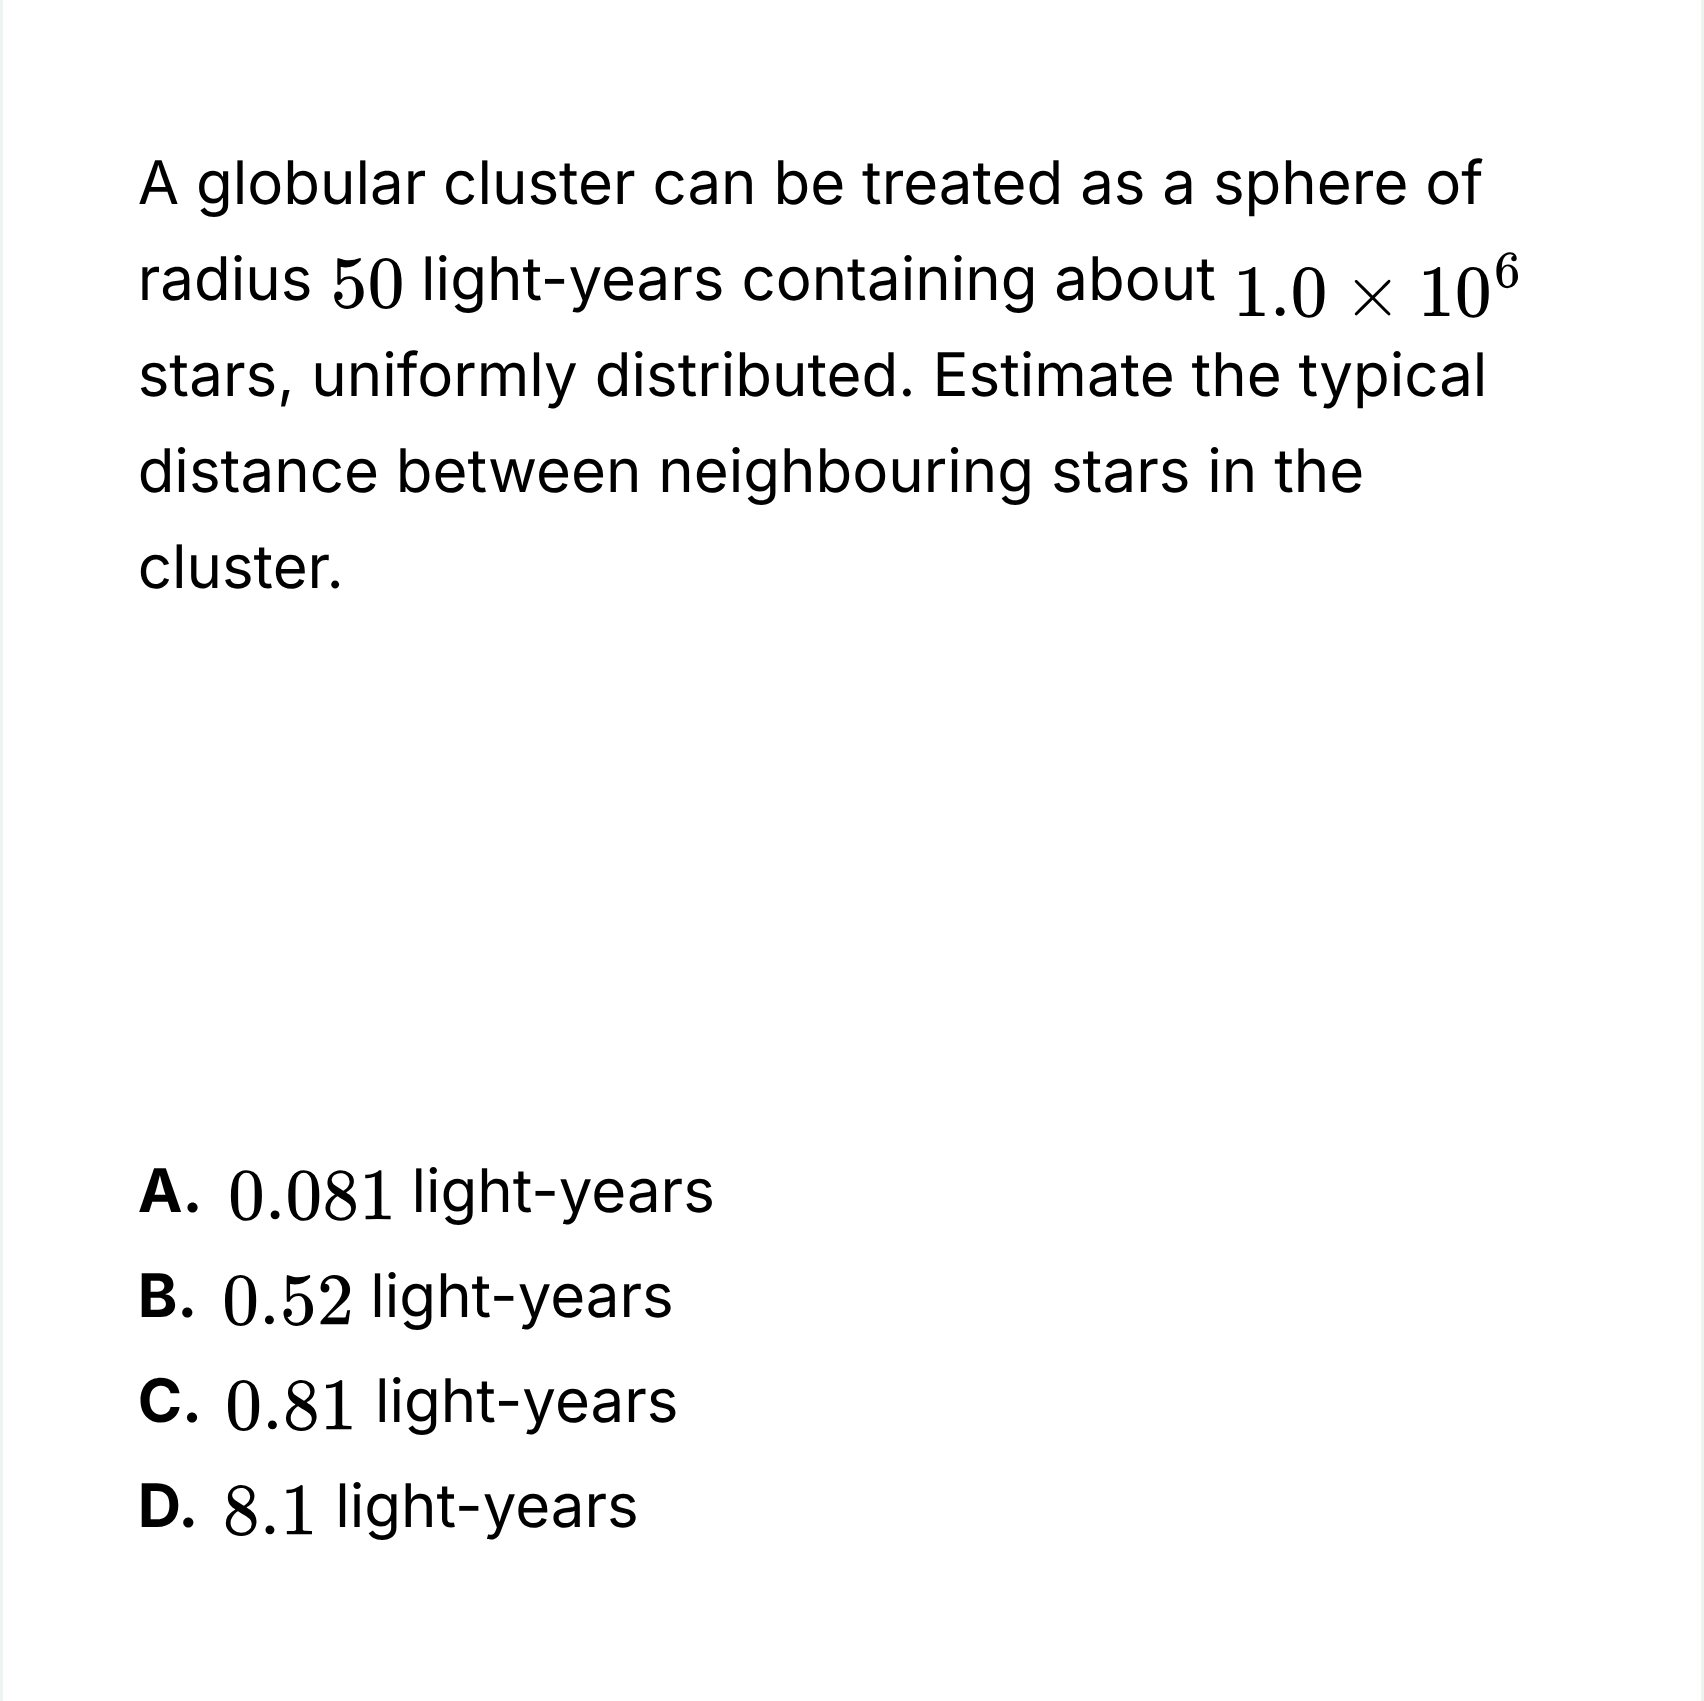 A globular cluster can be treated as a sphere of
radius 50 light-years containing about 1.0 × 10⁶
stars, uniformly distributed. Estimate the typical
distance between neighbouring stars in the
cluster.
A. 0.081 light-years
B. 0.52 light-years
C. 0.81 light-years
D. 8.1 light-years